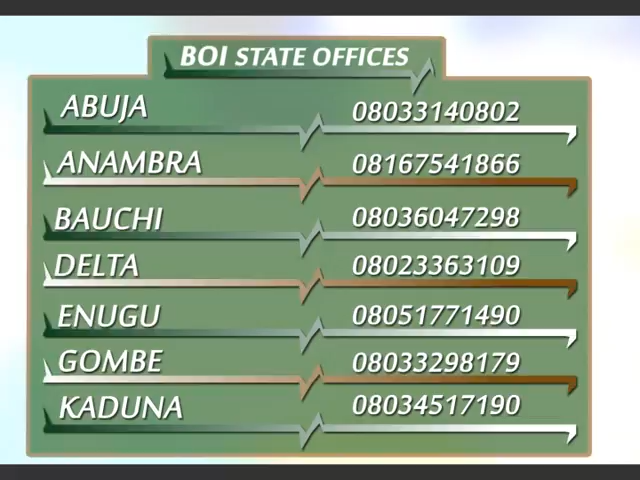 BOI STATE OFFICES
ABUJA 08033140802
ANAMBRA 08167541866
BAUCHI 08036047298
DELTA 08023363109
ENUGU 08051771490
GOMBE 08033298179
KADUNA 08034517190